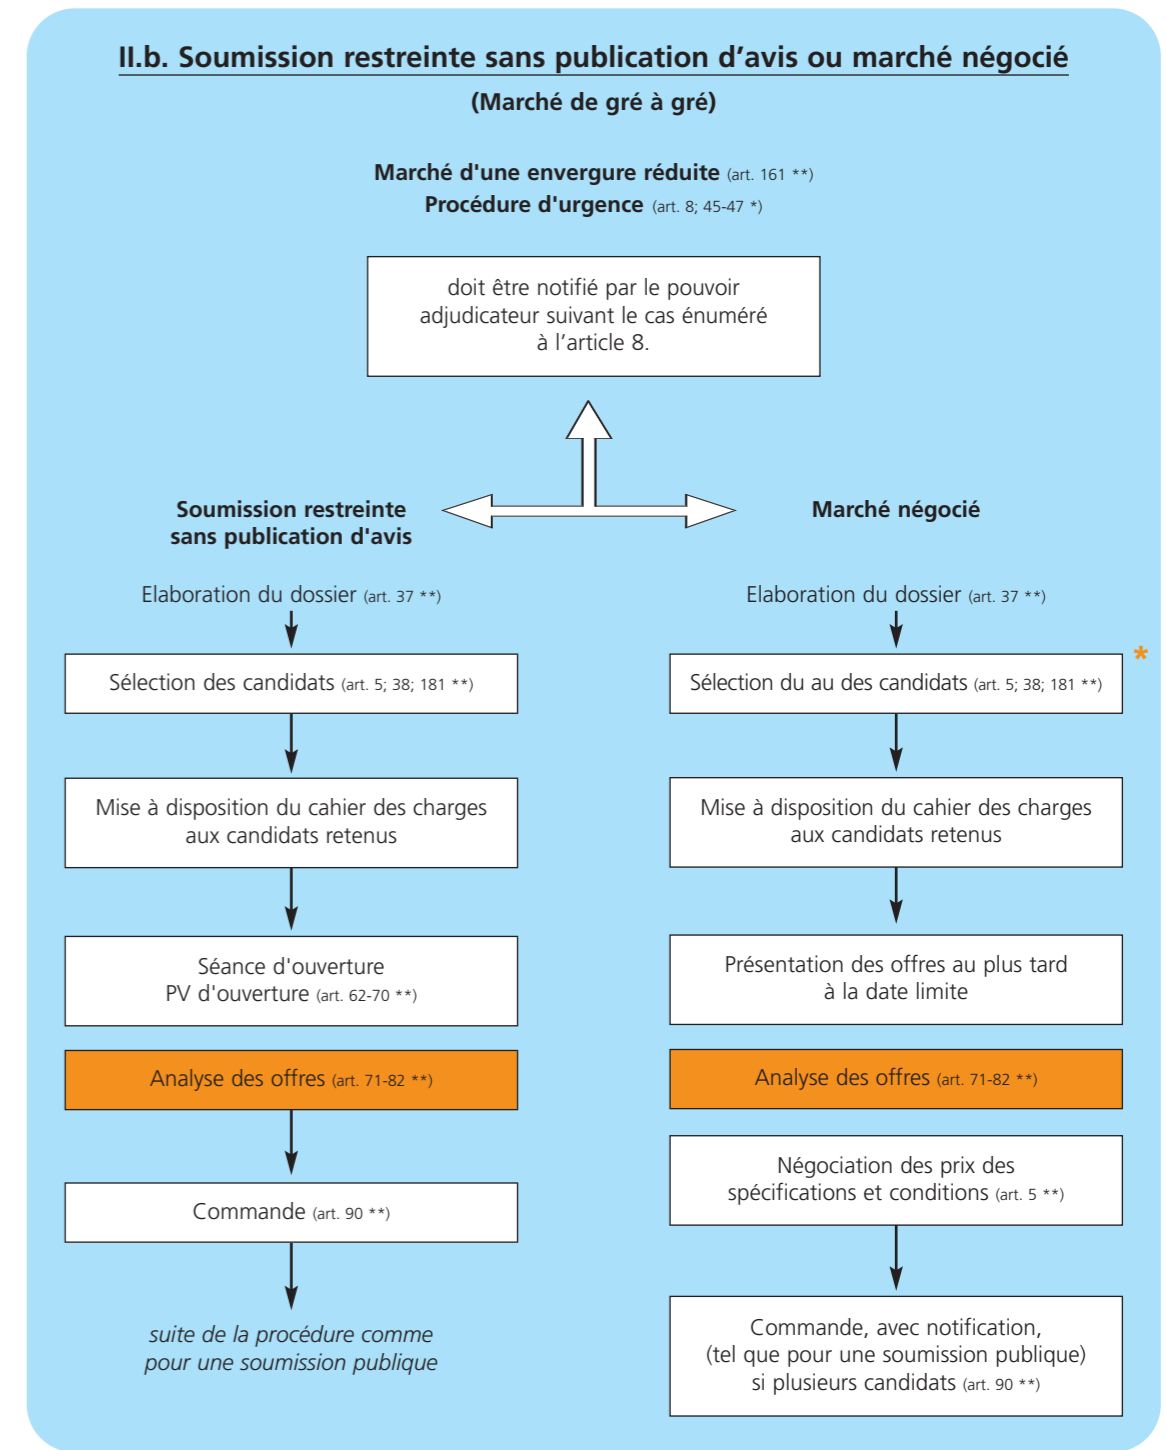 II.b. Soumission restreinte sans publication d'avis ou marché négocié
(Marché de gré à gré)
Marché d'une envergure réduite (art. 161 **)
Procédure d'urgence (art. 8; 45-47 *)
doit être notifié par le pouvoir
adjudicateur suivant le cas énuméré
à l'article 8.
Soumission restreinte
sans publication d'avis
Elaboration du dossier (art. 37 **)
Sélection des candidats (art. 5; 38; 181 **)
Mise à disposition du cahier des charges
aux candidats retenus
Séance d'ouverture
PV d'ouverture (art. 62-70 **)
Analyse des offres (art. 71-82 **)
Commande (art. 90 **)
suite de la procédure comme
pour une soumission publique
Marché négocié
Elaboration du dossier (art. 37 **)
*
Sélection du au des candidats (art. 5; 38; 181 **)
Mise à disposition du cahier des charges
aux candidats retenus
Présentation des offres au plus tard
à la date limite
Analyse des offres (art. 71-82 **)
Négociation des prix des
spécifications et conditions (art. 5 **)
Commande, avec notification,
(tel que pour une soumission publique)
si plusieurs candidats (art. 90 **)